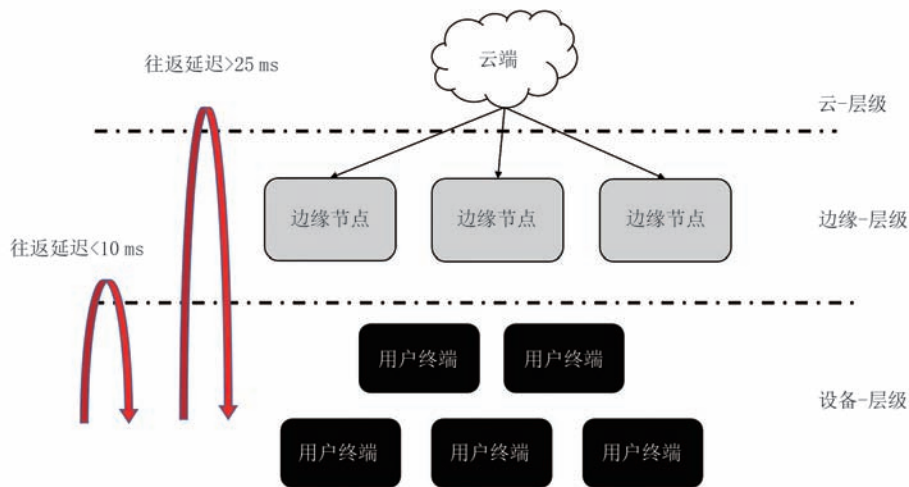 云端
往返延迟>25 ms
云-层级
边缘节点
边缘节点
边缘节点
边缘-层级
往返延迟<10 ms
用户终端
用户终端
设备-层级
用户终端
用户终端
用户终端